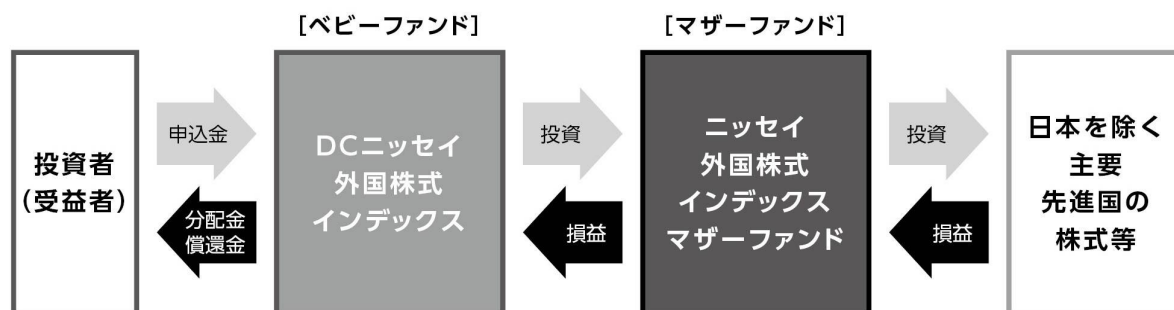 [ベビーファンド]
[マザーファンド]
投資者
(受益者)
申込金
分配金
償還金
DCニッセイ
外国株式
インデックス
投資
損益
ニッセイ
外国株式
インデックス
マザーファンド
投資
損益
日本を除く
主要
先進国の
株式等